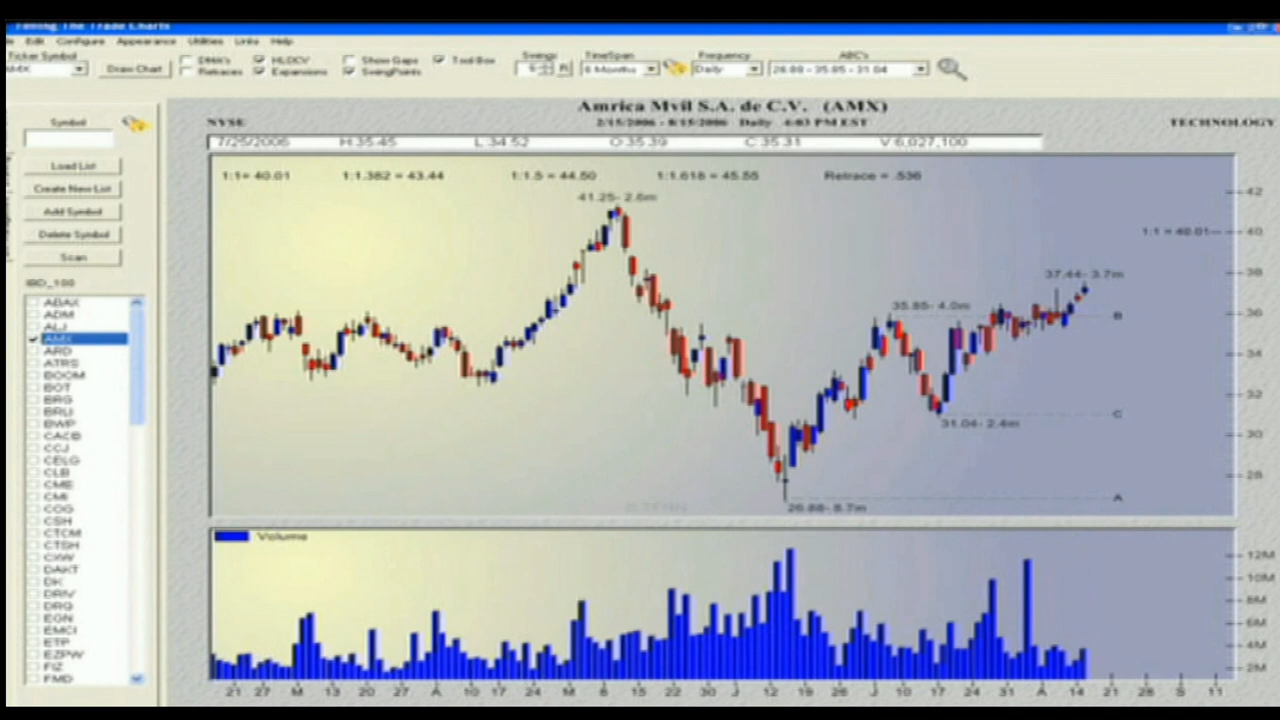 Timing The Trade Charts
Edit Configure Appearance Utilities Links Help
Ticker Symbol
AMX
Draw Chart
DMA's
Retraces
HLOCV
Expansions
Show Gaps
SwingPoints
Tool Box
Swings
R
TimeSpan
6 Months
Frequency
Daily
ABC's
26.88 - 35.85 - 31.04
Amrica Mvil S.A. de C.V. (AMX)
NYSE
2/15/2006 - 8/15/2006 Daily 4:03 PM EST
TECHNOLOGY
7/25/2006 H:35.45 L:34.52 O:35.39 C:35.31 V:6,027,100
1:1= 40.01 1:1.382 = 43.44 1:1.5 = 44.50 1:1.618 = 45.55 Retrace = .536
41.25- 2.6m
1:1 = 40.01
37.44- 3.7m
35.85- 4.0m
B
C
31.04- 2.4m
A
26.88- 8.7m
42
40
38
36
34
32
30
28
Symbol
Load List
Create New List
Add Symbol
Delete Symbol
Scan
IBD_100
ABAX
ADM
ALJ
AMX
ARD
ATRS
BOOM
BOT
BRG
BRLI
BWP
CACB
CCJ
CELG
CLB
CMB
CMI
COG
CSH
CTCM
CTSH
CXW
DAKT
DK
DRIV
DRQ
EGN
EMCI
ETP
EZPW
FIZ
FMD
Volume
12M
10M
8M
6M
4M
2M
21 27 M 13 20 27 A 10 17 24 M 8 15 22 30 J 12 19 26 J 10 17 24 31 A 14 21 28 S 11